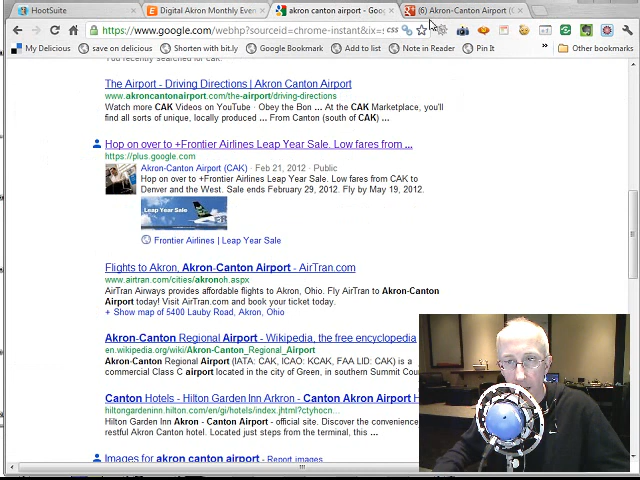 HootSuite
Digital Akron Monthly Even
akron canton airport - Goo
(6) Akron-Canton Airport (C
https://www.google.com/webhp?sourceid=chrome-instant&ix=
CSS
My Delicious
save on delicious
Shorten with bit.ly
Google Bookmark
Add to list
Note in Reader
Pin It
Other bookmarks
The Airport - Driving Directions | Akron Canton Airport
www.akroncantonairport.com/the-airport/driving-directions
Watch more CAK Videos on YouTube · Obey the Bon ... At the CAK Marketplace, you'll
find all sorts of unique, locally produced ... From Canton (south of CAK) ...
Hop on over to +Frontier Airlines Leap Year Sale. Low fares from ...
https://plus.google.com
Akron-Canton Airport (CAK) - Feb 21, 2012 - Public
Hop on over to +Frontier Airlines Leap Year Sale. Low fares from CAK to
Denver and the West. Sale ends February 29, 2012. Fly by May 19, 2012.
Leap Year Sale
FR
Frontier Airlines | Leap Year Sale
Flights to Akron, Akron-Canton Airport - AirTran.com
www.airtran.com/cities/akronoh.aspx
AirTran Airways provides affordable flights to Akron, Ohio. Fly AirTran to Akron-Canton
Airport today! Visit AirTran.com and book your ticket today.
+ Show map of 5400 Lauby Road, Akron, Ohio
Akron-Canton Regional Airport - Wikipedia, the free encyclopedia
en.wikipedia.org/wiki/Akron-Canton_Regional_Airport
Akron-Canton Regional Airport (IATA: CAK, ICAO: KCAK, FAA LID: CAK) is a
commercial Class C airport located in the city of Green, in southern Summit Cou
Canton Hotels - Hilton Garden Inn Akron - Canton Airport H
hiltongardeninn.hilton.com/en/gi/hotels/index.jhtml?ctyhocn...
Hilton Garden Inn Akron - Canton Airport - official site. Discover the convenience
restful Akron Canton hotel. Located just steps from the terminal, this ...
Images for akron canton airport - Report images